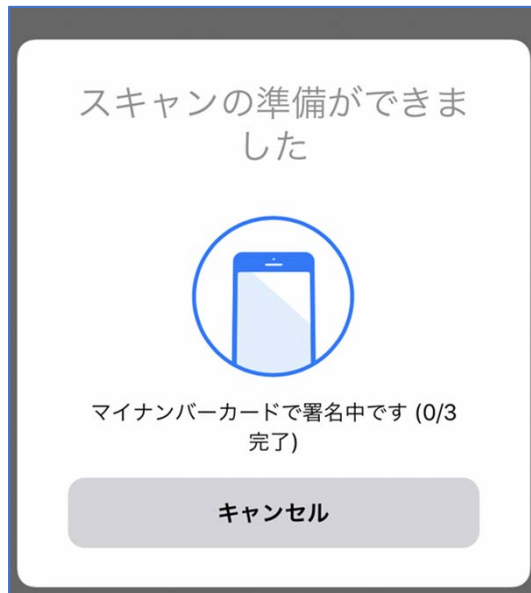 スキャンの準備ができま
した
マイナンバーカードで署名中です (0/3
完了)
キャンセル